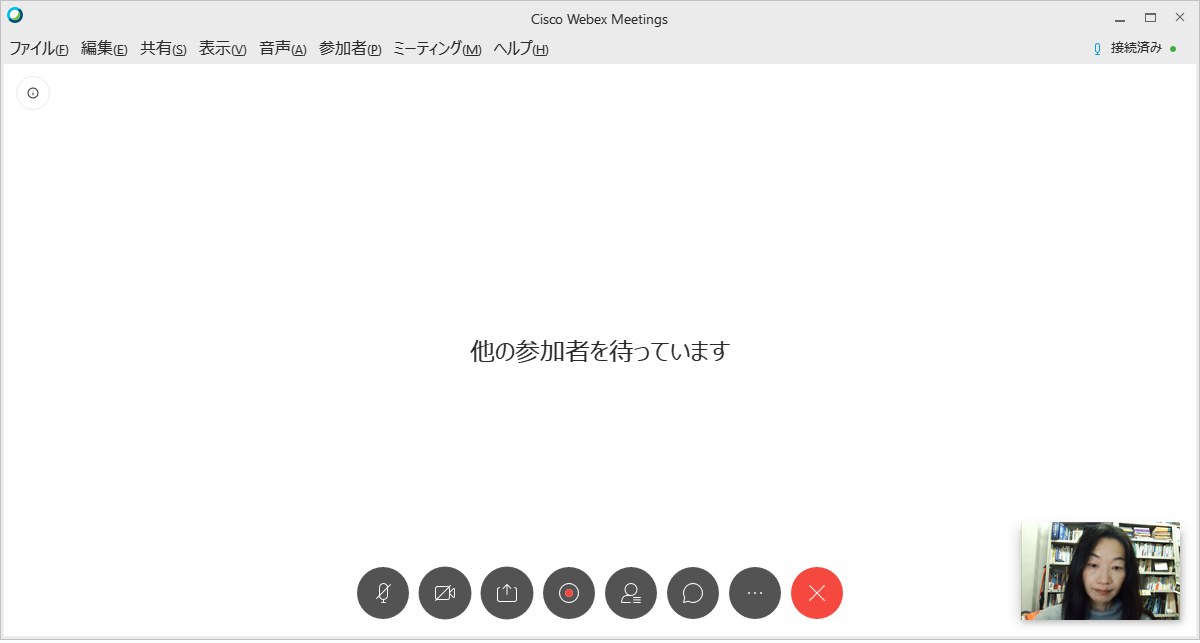 Cisco Webex Meetings
ファイル(F) 編集(E) 共有(S) 表示(V) 音声(A) 参加者(P) ミーティング(M) ヘルプ(H) 接続済み
他の参加者を待っています